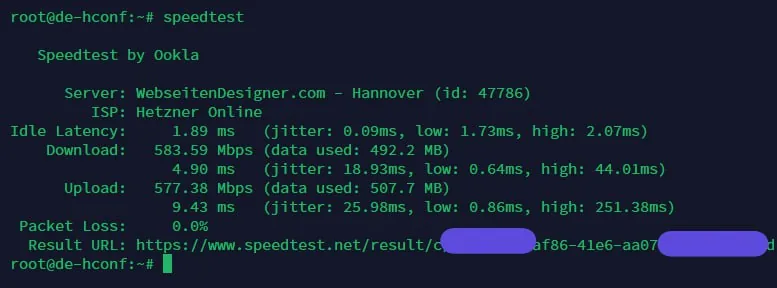 root@de-hconf:~# speedtest
Speedtest by Ookla
Server: WebseitenDesigner.com – Hannover (id: 47786)
ISP: Hetzner Online
Idle Latency: 1.89 ms (jitter: 0.09ms, low: 1.73ms, high: 2.07ms)
Download: 583.59 Mbps (data used: 492.2 MB)
4.90 ms (jitter: 18.93ms, low: 0.64ms, high: 44.01ms)
Upload: 577.38 Mbps (data used: 507.7 MB)
9.43 ms (jitter: 25.98ms, low: 0.86ms, high: 251.38ms)
Packet Loss: 0.0%
Result URL: https://www.speedtest.net/result/c/ af86-41e6-aa07 d
root@de-hconf:~#